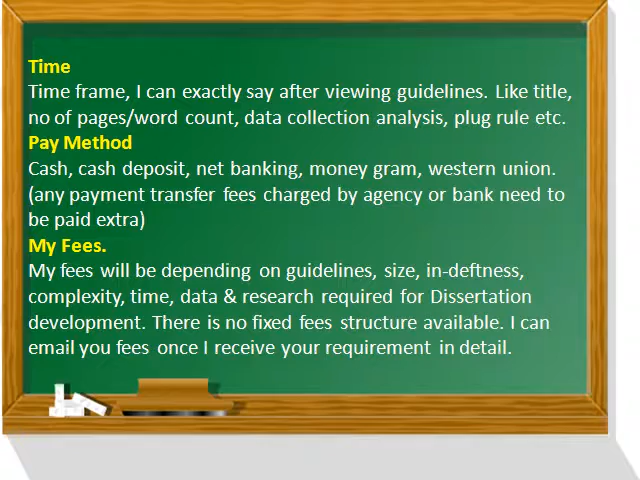 Time
Time frame, I can exactly say after viewing guidelines. Like title,
no of pages/word count, data collection analysis, plug rule etc.
Pay Method
Cash, cash deposit, net banking, money gram, western union.
(any payment transfer fees charged by agency or bank need to
be paid extra)
My Fees.
My fees will be depending on guidelines, size, in-deftness,
complexity, time, data & research required for Dissertation
development. There is no fixed fees structure available. I can
email you fees once I receive your requirement in detail.